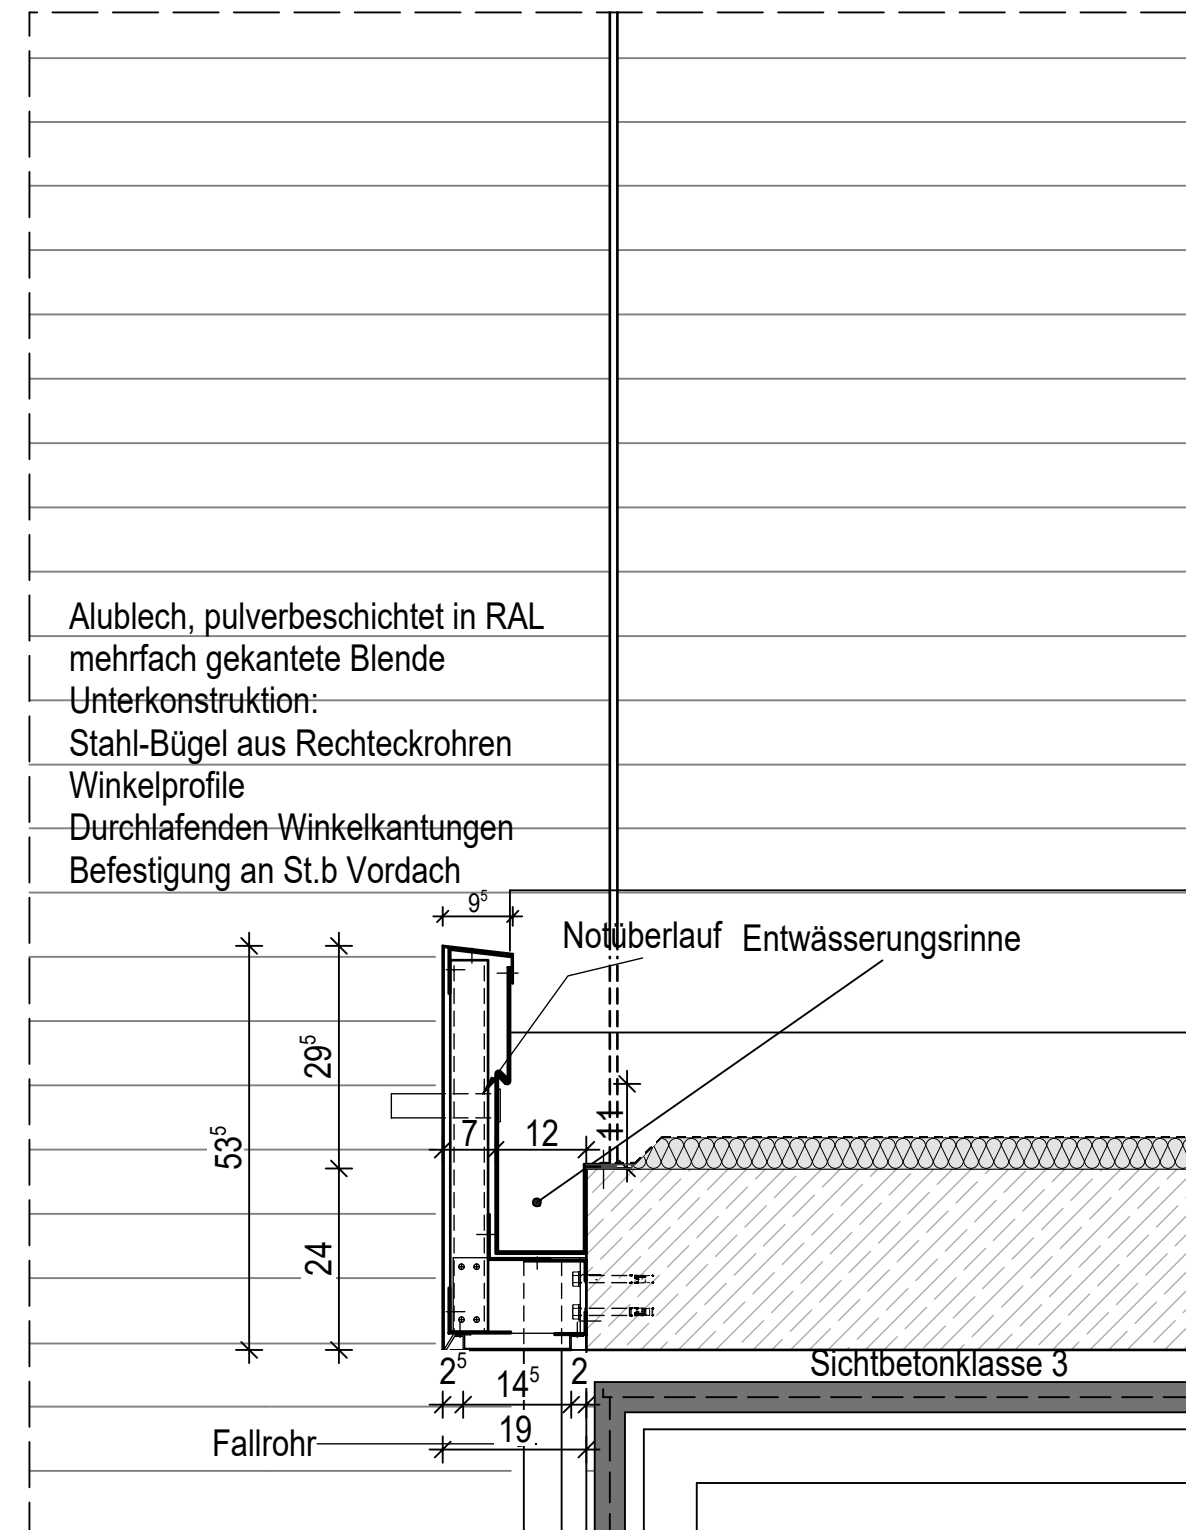 Alublech, pulverbeschichtet in RAL
mehrfach gekantete Blende
Unterkonstruktion:
Stahl-Bügel aus Rechteckrohren
Winkelprofile
Durchlafenden Winkelkantungen
Befestigung an St.b Vordach
9⁵
Notüberlauf
Entwässerungsrinne
29⁵
53⁵
11
7
12
24
Sichtbetonklasse 3
2⁵
14⁵
2
19
Fallrohr